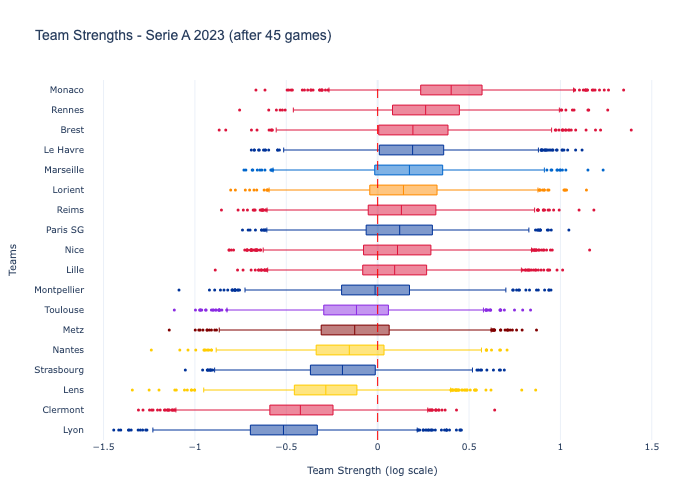 Team Strengths - Serie A 2023 (after 45 games)
Monaco
Rennes
Brest
Le Havre
Marseille
Lorient
Reims
Paris SG
Nice
Lille
Montpellier
Toulouse
Metz
Nantes
Strasbourg
Lens
Clermont
Lyon
Teams
−1.5 −1 −0.5 0 0.5 1 1.5
Team Strength (log scale)